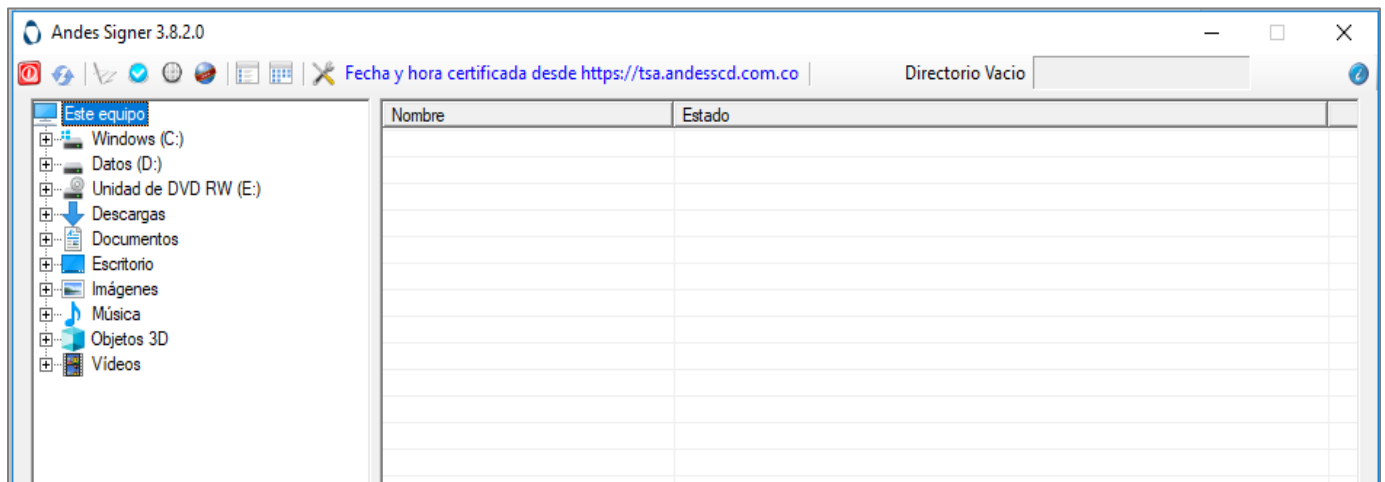 Andes Signer 3.8.2.0
Fecha y hora certificada desde https://tsa.andesscd.com.co
Directorio Vacio
Este equipo
Nombre
Estado
Windows (C:)
Datos (D:)
Unidad de DVD RW (E:)
Descargas
Documentos
Escritorio
Imágenes
Música
Objetos 3D
Vídeos